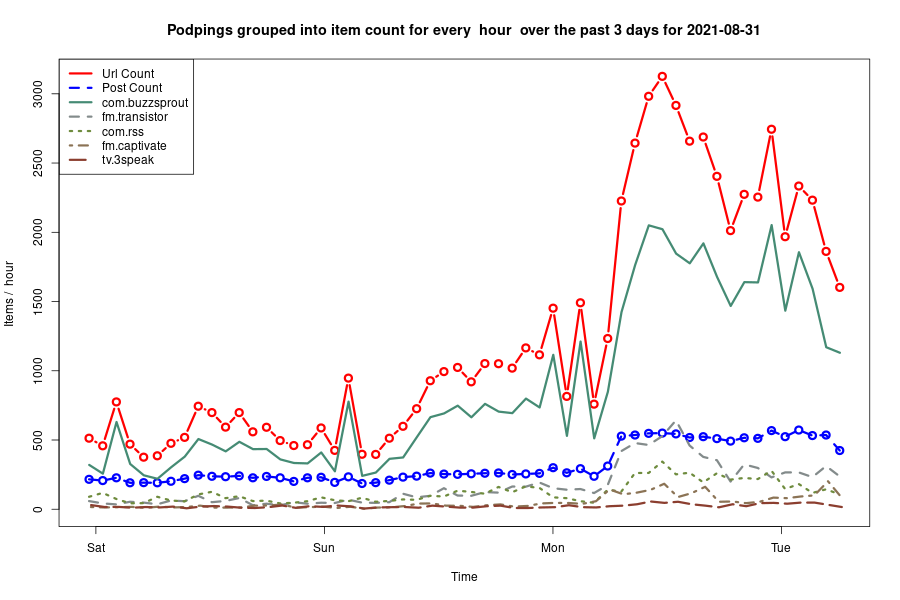 Podpings grouped into item count for every  hour  over the past 3 days for 2021-08-31
Url Count
Post Count
com.buzzsprout
fm.transistor
com.rss
fm.captivate
tv.3speak
Items /  hour
3000
2500
2000
1500
1000
500
0
Sat
Sun
Mon
Tue
Time